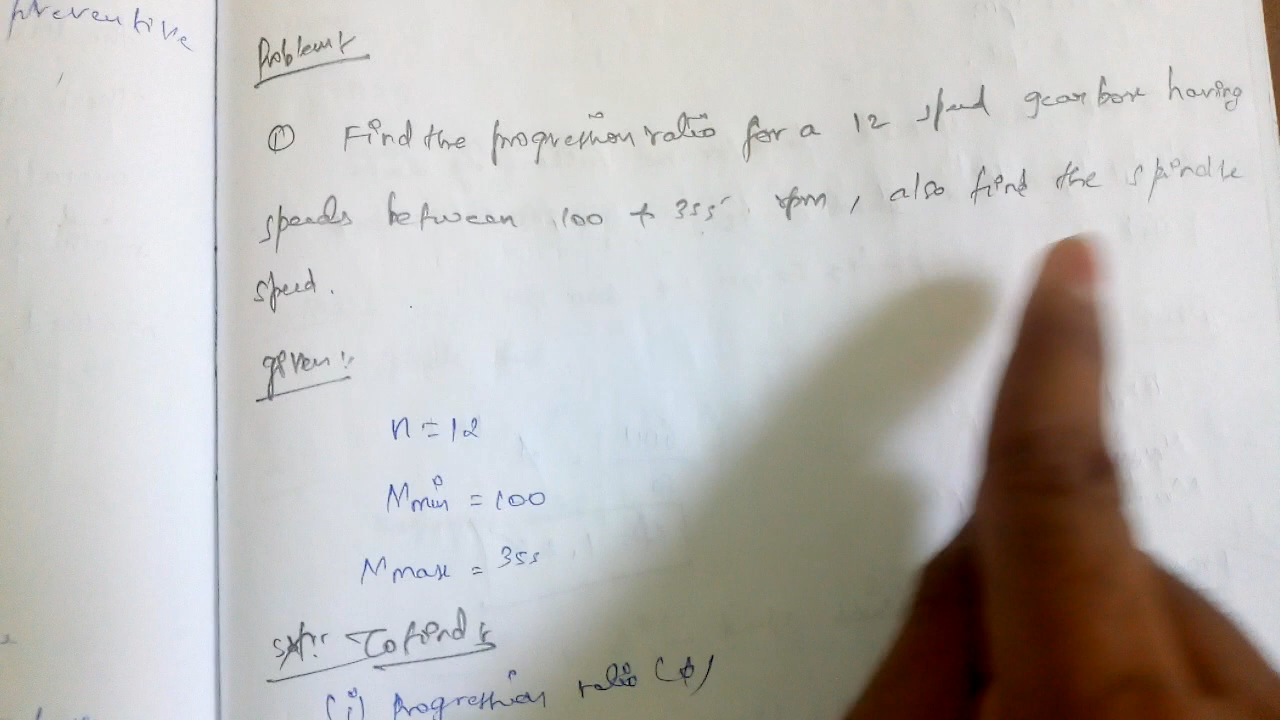 preventive
Problem:
① Find the progression ratio for a 12 speed gear box having
speeds between 100 & 355 rpm, also find the spindle
speed.
given:
n = 12
Nmin = 100
Nmax = 355
To find:
(i) Progression ratio (φ)